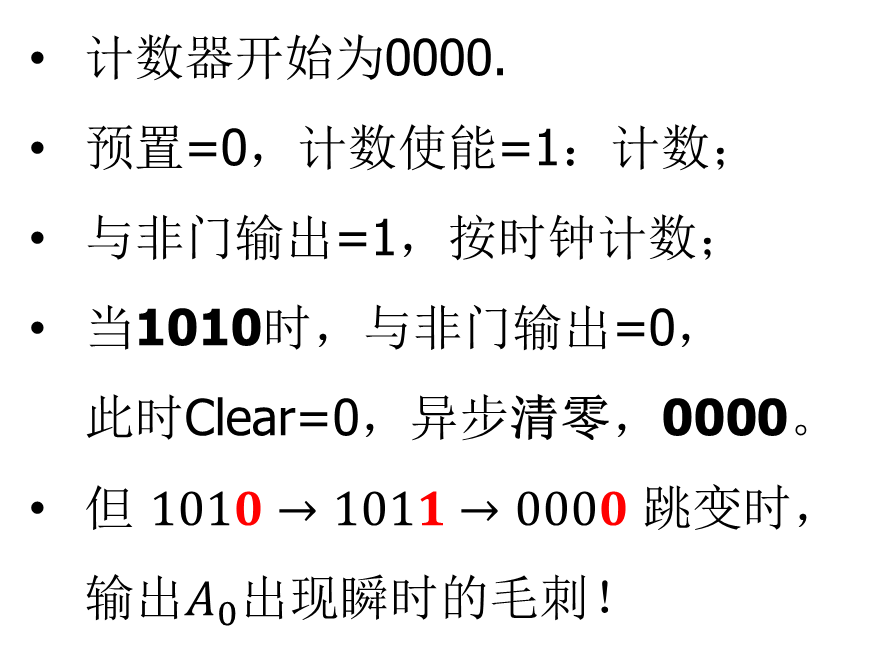 • 计数器开始为0000.
• 预置=0，计数使能=1：计数；
• 与非门输出=1，按时钟计数；
• 当1010时，与非门输出=0，
此时Clear=0，异步清零，0000。
• 但 1010 → 1011 → 0000 跳变时，
输出A₀出现瞬时的毛刺！